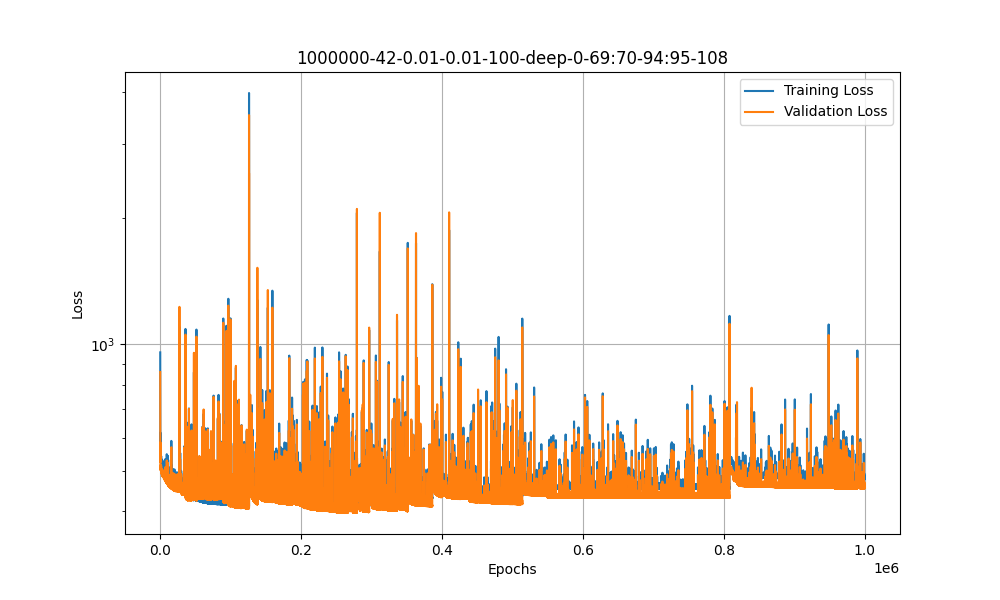 1000000-42-0.01-0.01-100-deep-0-69:70-94:95-108
Training Loss
Validation Loss
Loss
10³
0.0 0.2 0.4 0.6 0.8 1.0
1e6
Epochs